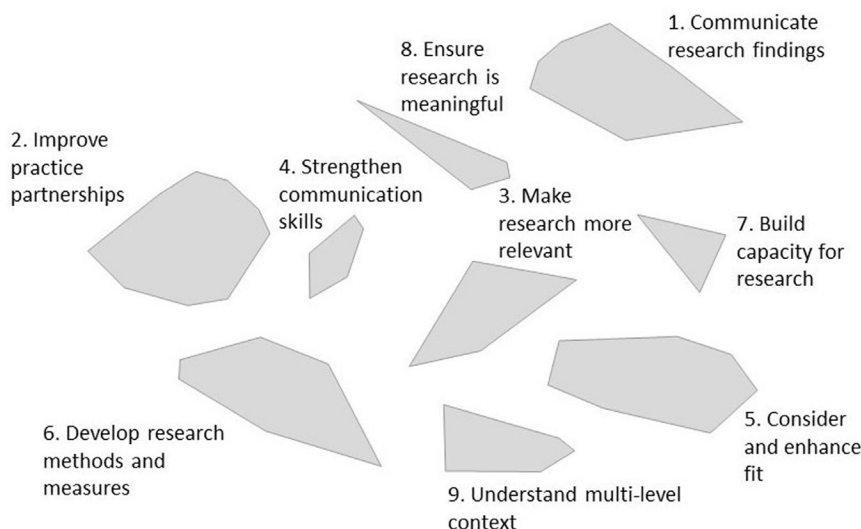 1. Communicate
research findings
8. Ensure
research is
meaningful
2. Improve
practice
partnerships
4. Strengthen
communication
skills
3. Make
research more
relevant
7. Build
capacity for
research
6. Develop research
methods and
measures
5. Consider
and enhance
fit
9. Understand multi-level
context